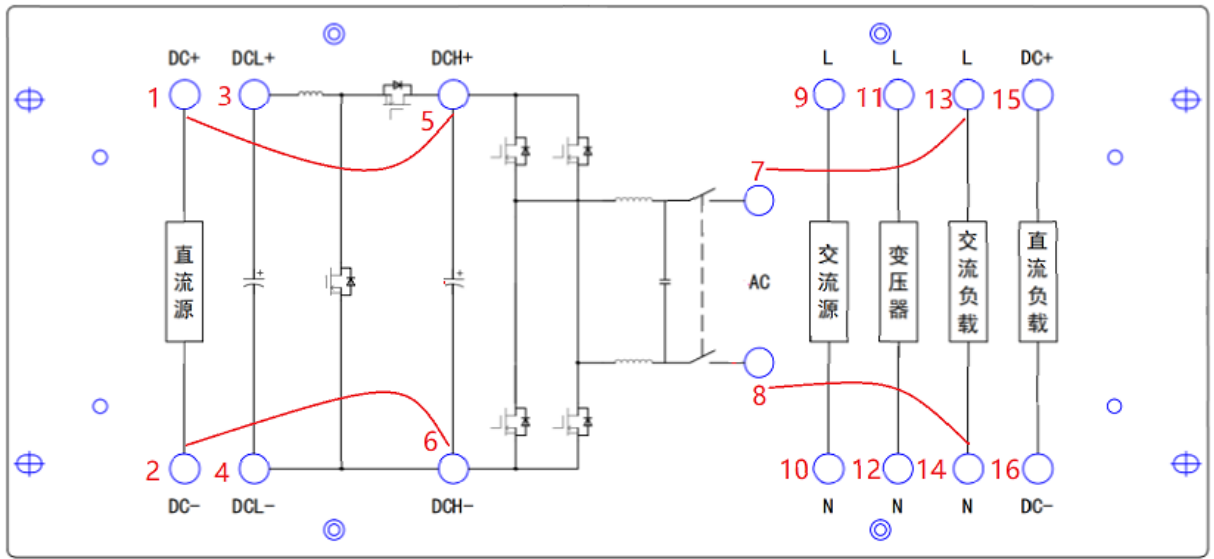 DC+ DCL+ DCH+ L L L DC+
1 3 5 9 11 13 15
7
直流源
交流源
变压器
交流负载
直流负载
AC
8
2 4 6 10 12 14 16
DC- DCL- DCH- N N N DC-